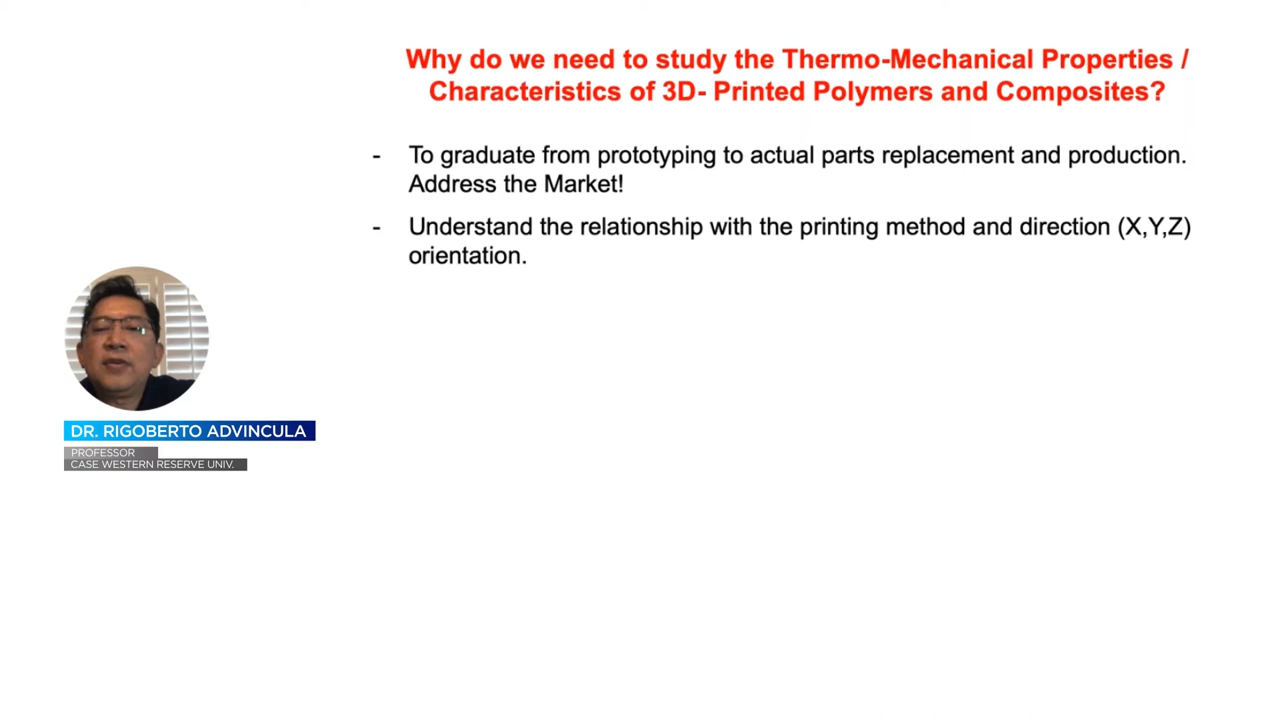 Why do we need to study the Thermo-Mechanical Properties /
Characteristics of 3D- Printed Polymers and Composites?
- To graduate from prototyping to actual parts replacement and production.
Address the Market!
- Understand the relationship with the printing method and direction (X,Y,Z)
orientation.
DR. RIGOBERTO ADVINCULA
PROFESSOR
CASE WESTERN RESERVE UNIV.